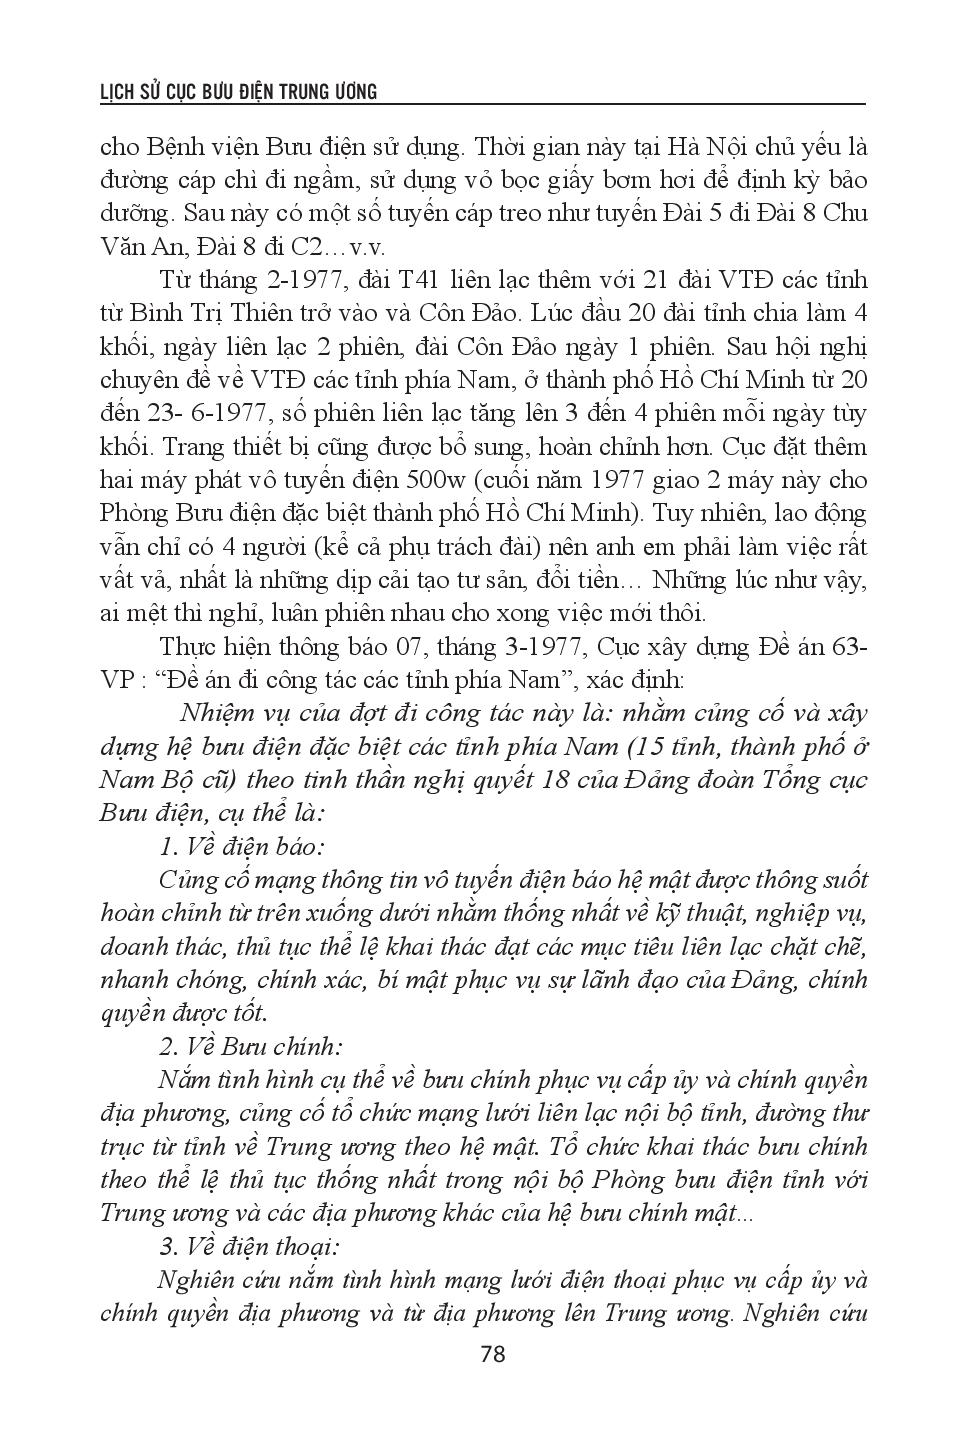 LỊCH SỬ CỤC BƯU ĐIỆN TRUNG ƯƠNG
cho Bệnh viện Bưu điện sử dụng. Thời gian này tại Hà Nội chủ yếu là
đường cáp chì đi ngầm, sử dụng vỏ bọc giấy bơm hơi để định kỳ bảo
dưỡng. Sau này có một số tuyến cáp treo như tuyến Đài 5 đi Đài 8 Chu
Văn An, Đài 8 đi C2…v.v.
Từ tháng 2-1977, đài T41 liên lạc thêm với 21 đài VTĐ các tỉnh
từ Bình Trị Thiên trở vào và Côn Đảo. Lúc đầu 20 đài tỉnh chia làm 4
khối, ngày liên lạc 2 phiên, đài Côn Đảo ngày 1 phiên. Sau hội nghị
chuyên đề về VTĐ các tỉnh phía Nam, ở thành phố Hồ Chí Minh từ 20
đến 23- 6-1977, số phiên liên lạc tăng lên 3 đến 4 phiên mỗi ngày tùy
khối. Trang thiết bị cũng được bổ sung, hoàn chỉnh hơn. Cục đặt thêm
hai máy phát vô tuyến điện 500w (cuối năm 1977 giao 2 máy này cho
Phòng Bưu điện đặc biệt thành phố Hồ Chí Minh). Tuy nhiên, lao động
vẫn chỉ có 4 người (kể cả phụ trách đài) nên anh em phải làm việc rất
vất vả, nhất là những dịp cải tạo tư sản, đổi tiền… Những lúc như vậy,
ai mệt thì nghỉ, luân phiên nhau cho xong việc mới thôi.
Thực hiện thông báo 07, tháng 3-1977, Cục xây dựng Đề án 63-
VP : “Đề án đi công tác các tỉnh phía Nam”, xác định:
Nhiệm vụ của đợt đi công tác này là: nhằm củng cố và xây
dựng hệ bưu điện đặc biệt các tỉnh phía Nam (15 tỉnh, thành phố ở
Nam Bộ cũ) theo tinh thần nghị quyết 18 của Đảng đoàn Tổng cục
Bưu điện, cụ thể là:
1. Về điện báo:
Củng cố mạng thông tin vô tuyến điện báo hệ mật được thông suốt
hoàn chỉnh từ trên xuống dưới nhằm thống nhất về kỹ thuật, nghiệp vụ,
doanh thác, thủ tục thể lệ khai thác đạt các mục tiêu liên lạc chặt chẽ,
nhanh chóng, chính xác, bí mật phục vụ sự lãnh đạo của Đảng, chính
quyền được tốt.
2. Về Bưu chính:
Nắm tình hình cụ thể về bưu chính phục vụ cấp ủy và chính quyền
địa phương, củng cố tổ chức mạng lưới liên lạc nội bộ tỉnh, đường thư
trục từ tỉnh về Trung ương theo hệ mật. Tổ chức khai thác bưu chính
theo thể lệ thủ tục thống nhất trong nội bộ Phòng bưu điện tỉnh với
Trung ương và các địa phương khác của hệ bưu chính mật...
3. Về điện thoại:
Nghiên cứu nắm tình hình mạng lưới điện thoại phục vụ cấp ủy và
chính quyền địa phương và từ địa phương lên Trung ương. Nghiên cứu
78